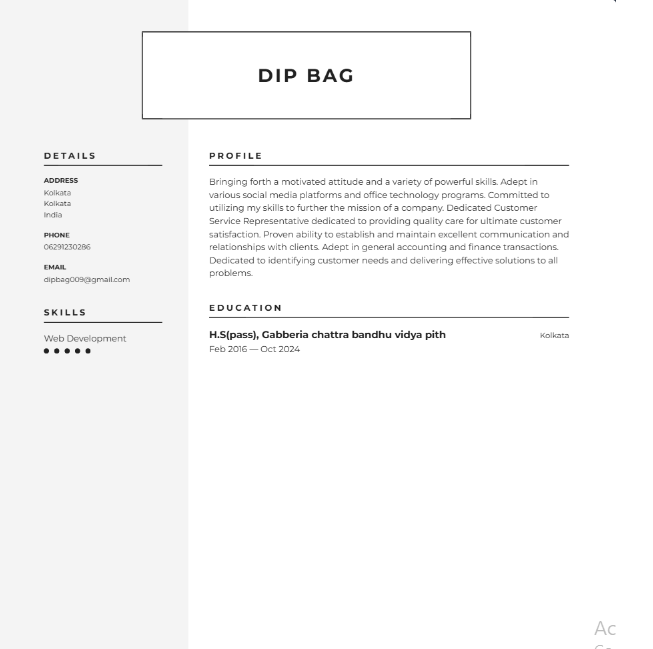 DIP BAG
DETAILS
ADDRESS
Kolkata
Kolkata
India
PHONE
06291230286
EMAIL
dipbag009@gmail.com
SKILLS
Web Development
PROFILE
Bringing forth a motivated attitude and a variety of powerful skills. Adept in
various social media platforms and office technology programs. Committed to
utilizing my skills to further the mission of a company. Dedicated Customer
Service Representative dedicated to providing quality care for ultimate customer
satisfaction. Proven ability to establish and maintain excellent communication and
relationships with clients. Adept in general accounting and finance transactions.
Dedicated to identifying customer needs and delivering effective solutions to all
problems.
EDUCATION
H.S(pass), Gabberia chattra bandhu vidya pith
Kolkata
Feb 2016 — Oct 2024
Ac